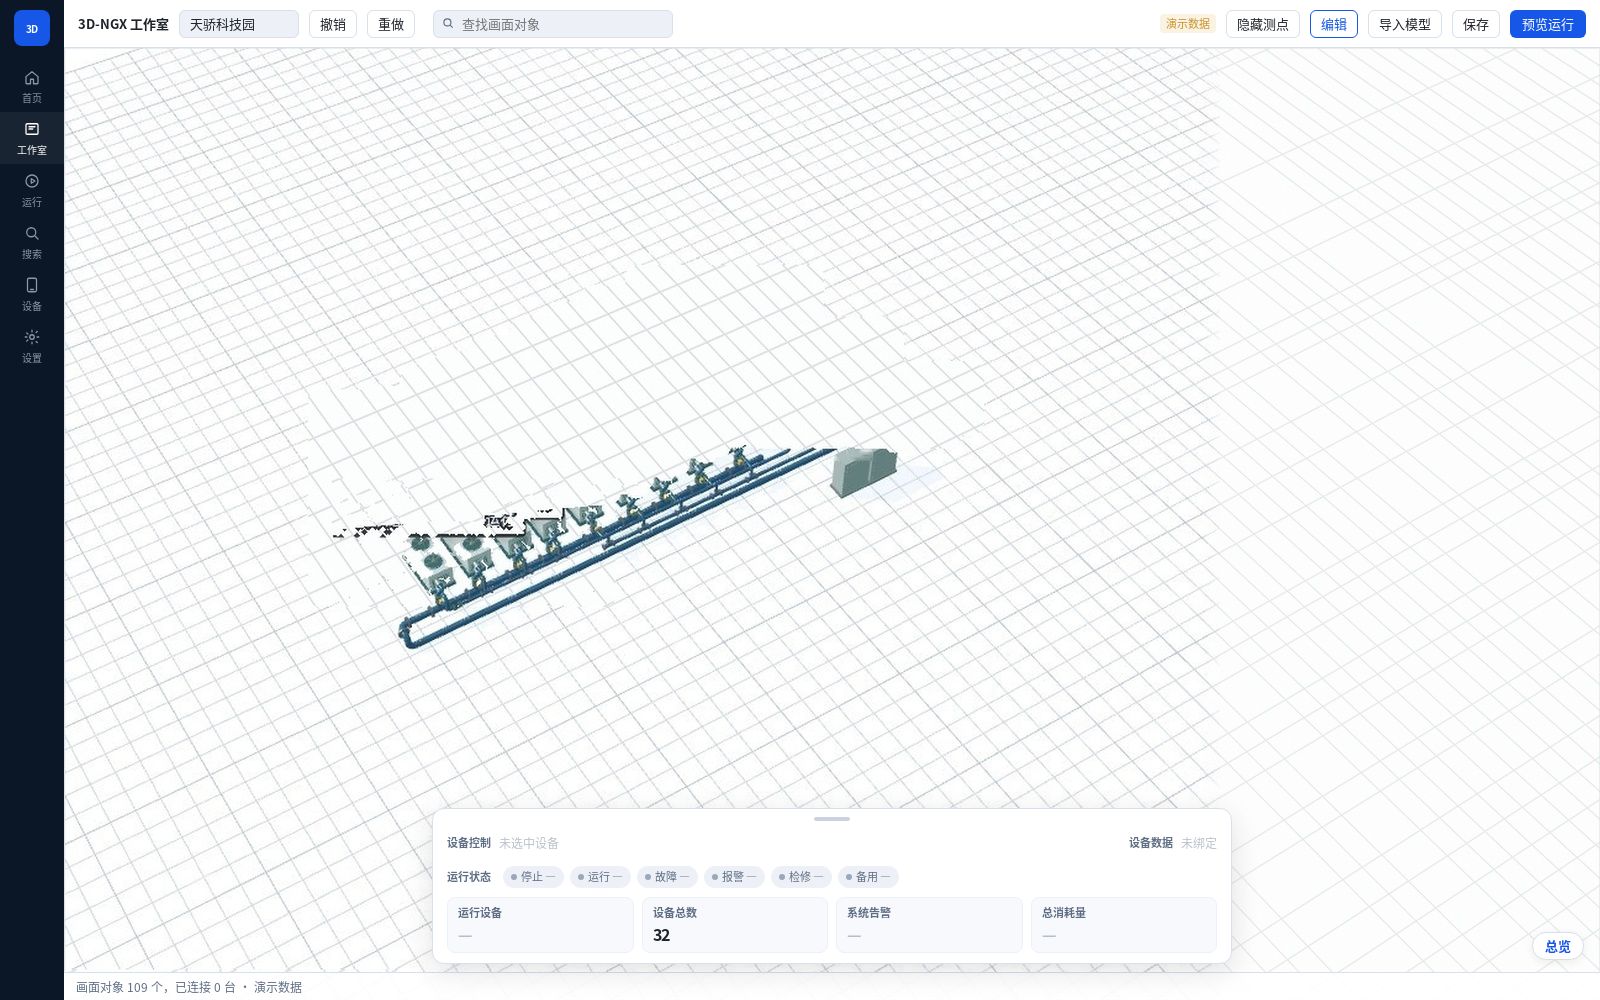 3D
3D-NGX 工作室
天骄科技园
撤销
重做
查找画面对象
演示数据
隐藏测点
编辑
导入模型
保存
预览运行
首页
工作室
运行
搜索
设备
设置
设备控制 未选中设备
设备数据 未绑定
运行状态
停止 —
运行 —
故障 —
报警 —
检修 —
备用 —
运行设备
—
设备总数
32
系统告警
—
总消耗量
—
总览
画面对象 109 个，已连接 0 台 · 演示数据